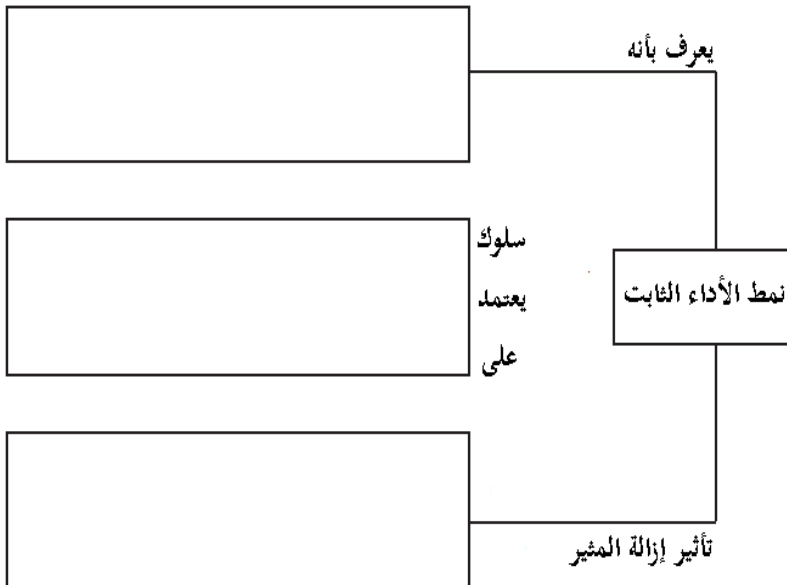 يعرف بأنه
سلوك
يعتمد
على
نمط الأداء الثابت
تأثير إزالة المثير